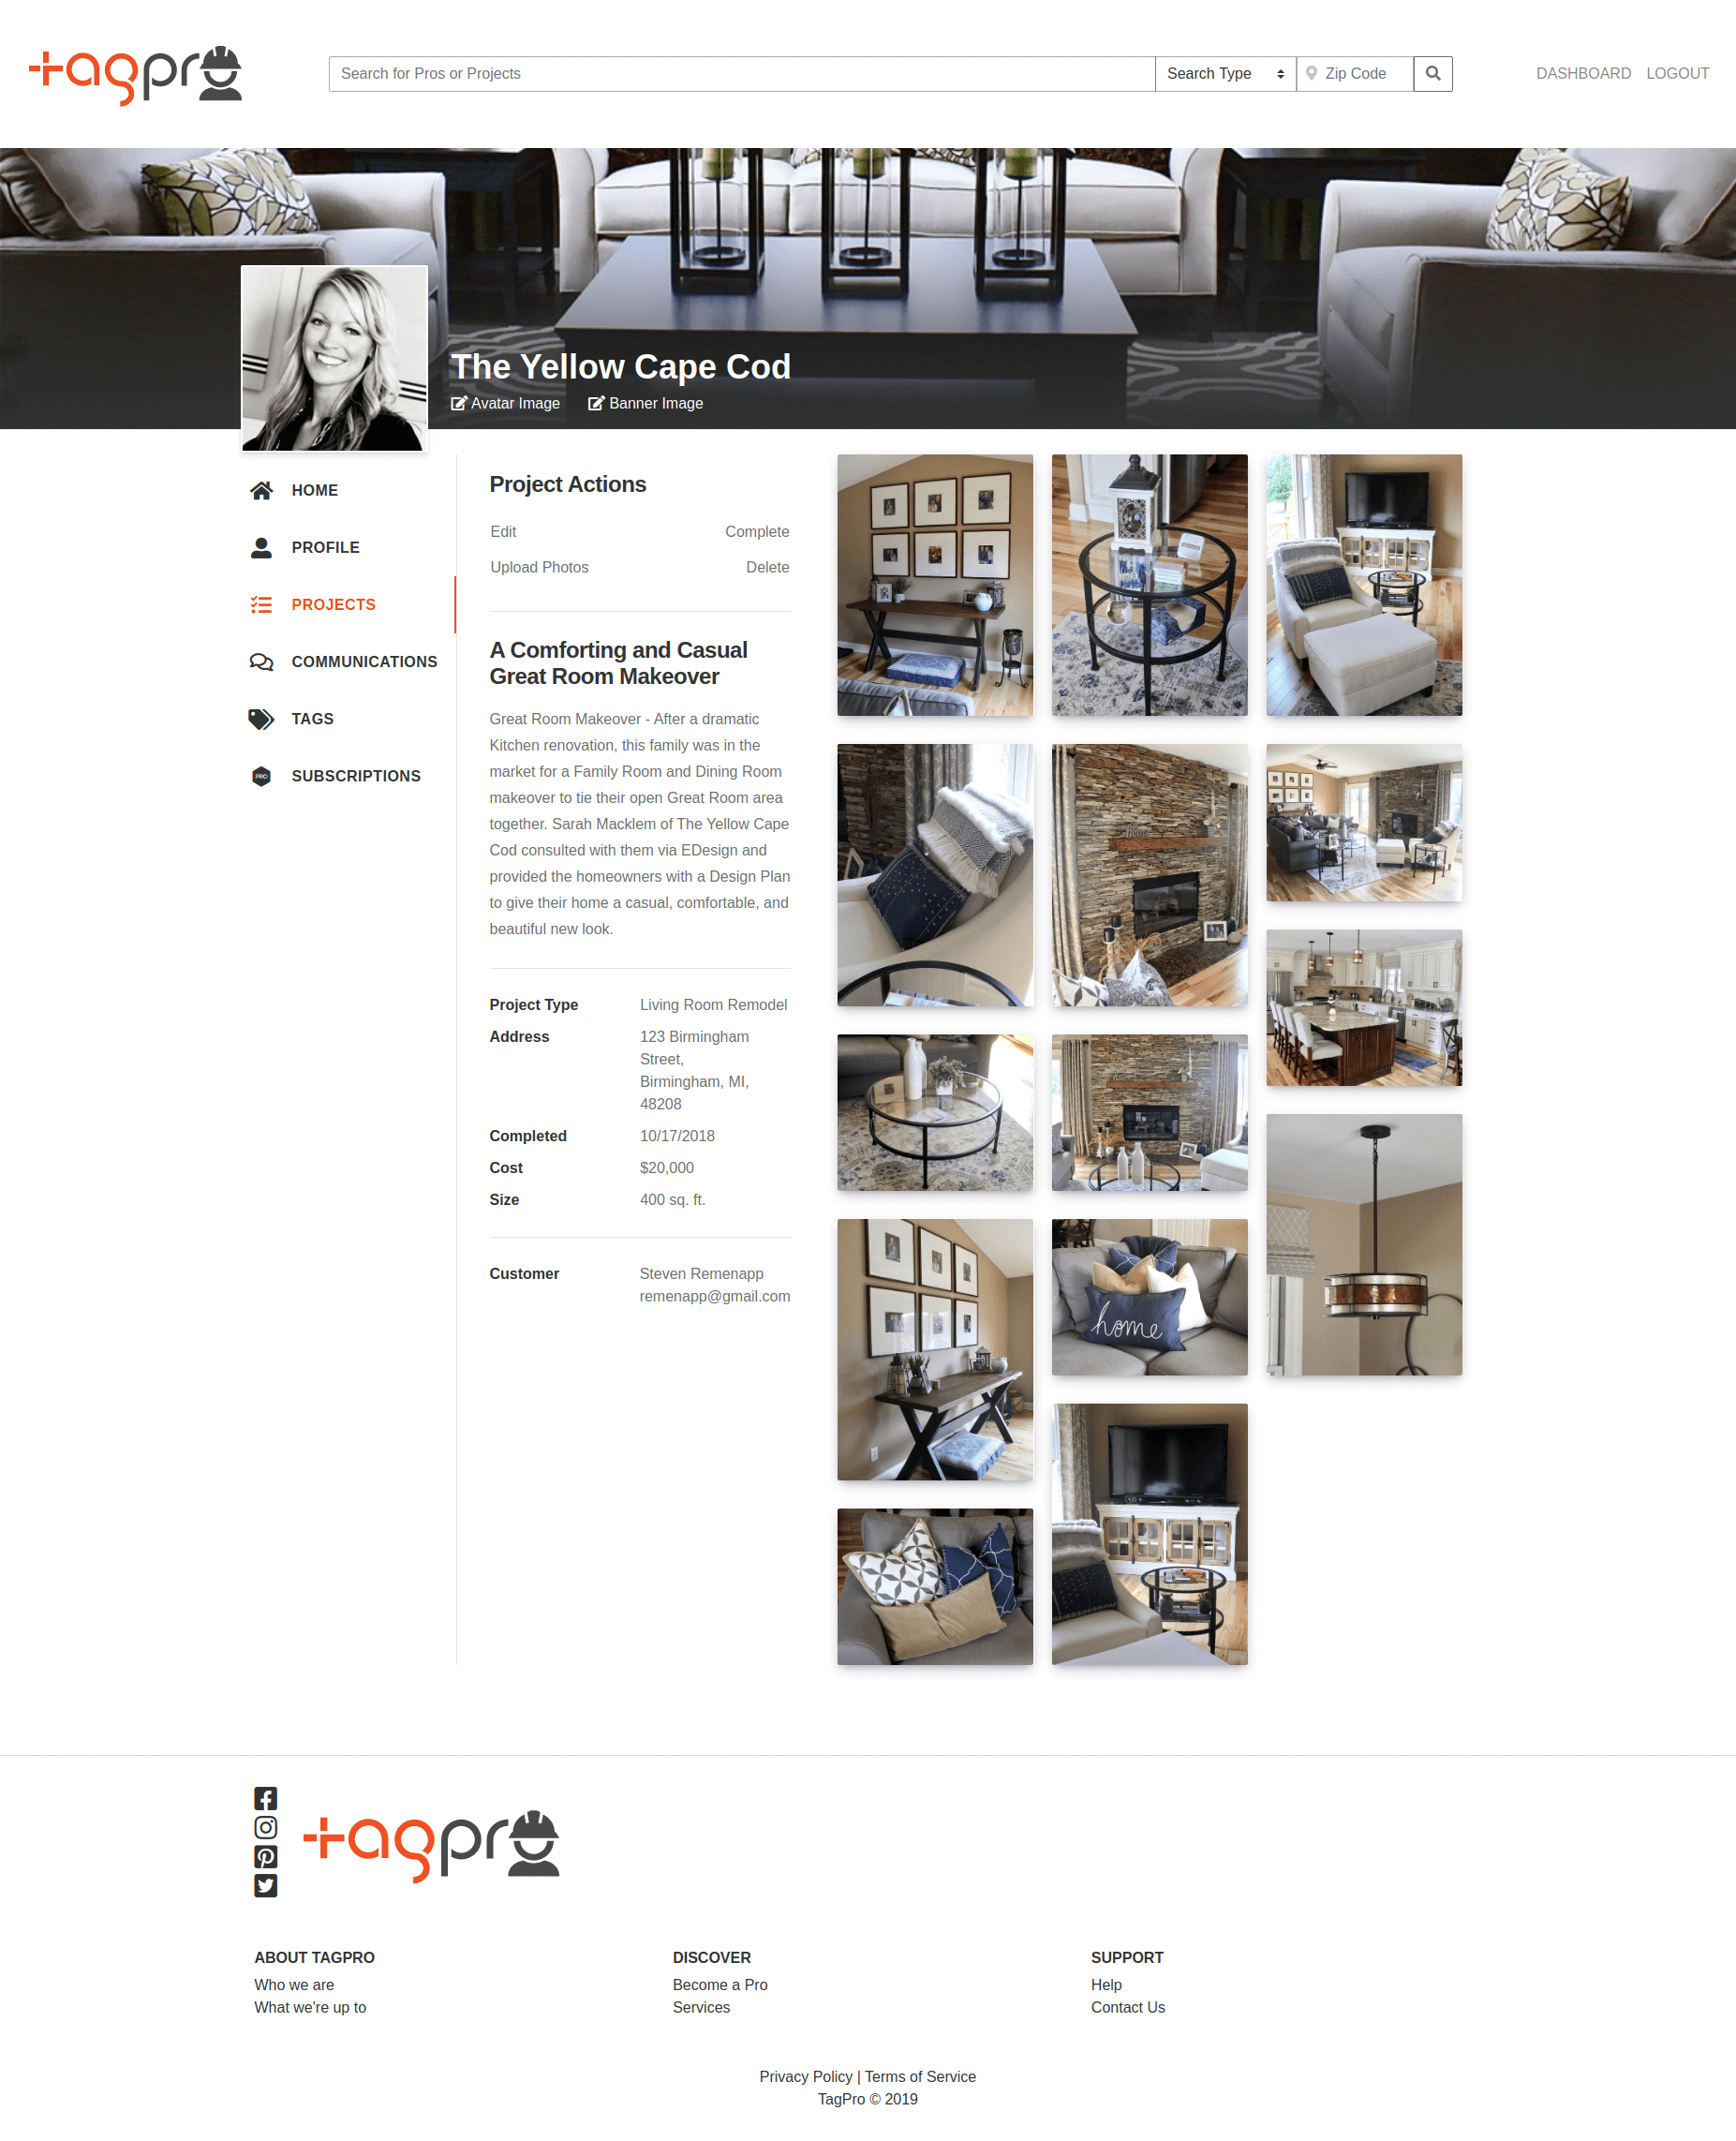 tagpro
Search for Pros or Projects
Search Type
Zip Code
DASHBOARD
LOGOUT
The Yellow Cape Cod
Avatar Image
Banner Image
HOME
PROFILE
PROJECTS
COMMUNICATIONS
TAGS
PRO
SUBSCRIPTIONS
Project Actions
Edit
Complete
Upload Photos
Delete
A Comforting and Casual
Great Room Makeover
Great Room Makeover - After a dramatic
Kitchen renovation, this family was in the
market for a Family Room and Dining Room
makeover to tie their open Great Room area
together. Sarah Macklem of The Yellow Cape
Cod consulted with them via EDesign and
provided the homeowners with a Design Plan
to give their home a casual, comfortable, and
beautiful new look.
Project Type
Living Room Remodel
Address
123 Birmingham
Street,
Birmingham, MI,
48208
Completed
10/17/2018
Cost
$20,000
Size
400 sq. ft.
Customer
Steven Remenapp
remenapp@gmail.com
home
home
tagpro
ABOUT TAGPRO
Who we are
What we're up to
DISCOVER
Become a Pro
Services
SUPPORT
Help
Contact Us
Privacy Policy | Terms of Service
TagPro © 2019